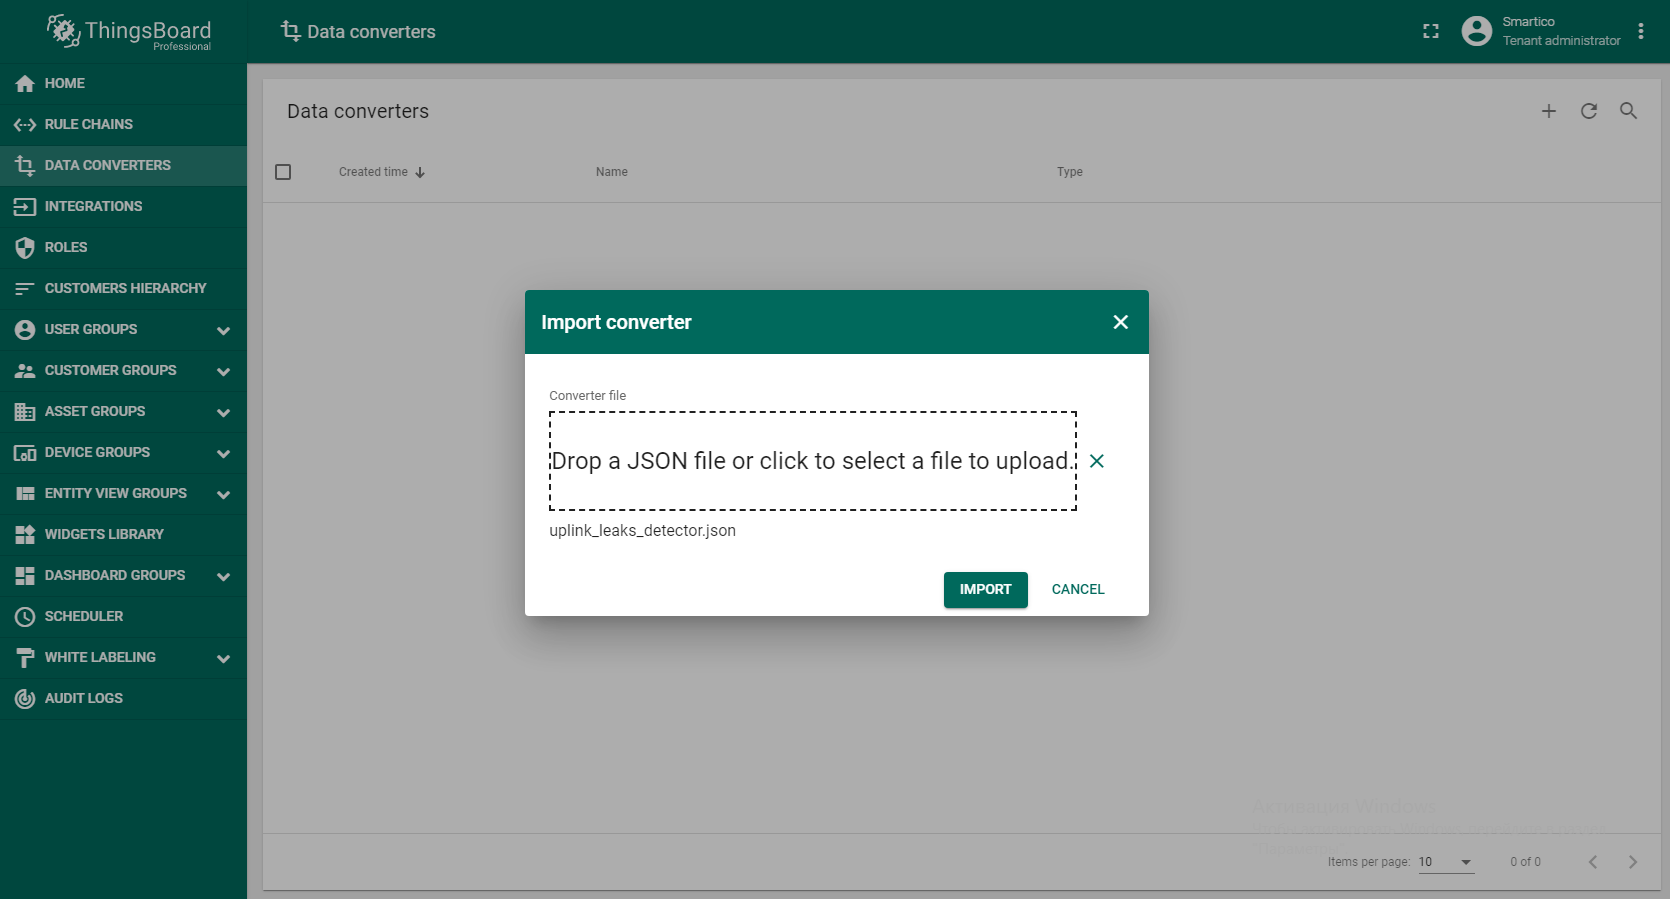 ThingsBoard
Professional
Data converters
Smartico
Tenant administrator
HOME
RULE CHAINS
DATA CONVERTERS
INTEGRATIONS
ROLES
CUSTOMERS HIERARCHY
USER GROUPS
CUSTOMER GROUPS
ASSET GROUPS
DEVICE GROUPS
ENTITY VIEW GROUPS
WIDGETS LIBRARY
DASHBOARD GROUPS
SCHEDULER
WHITE LABELING
AUDIT LOGS
Data converters
Created time
Name
Type
Import converter
Converter file
Drop a JSON file or click to select a file to upload.
uplink_leaks_detector.json
IMPORT
CANCEL
Активация Windows
Items per page: 10
0 of 0